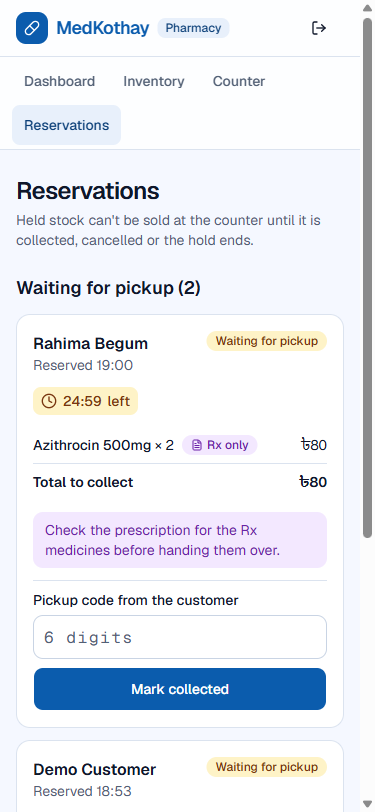 MedKothay Pharmacy
Dashboard Inventory Counter
Reservations
Reservations
Held stock can't be sold at the counter until it is
collected, cancelled or the hold ends.
Waiting for pickup (2)
Rahima Begum Waiting for pickup
Reserved 19:00
24:59 left
Azithrocin 500mg × 2 Rx only ৳80
Total to collect ৳80
Check the prescription for the Rx
medicines before handing them over.
Pickup code from the customer
6 digits
Mark collected
Demo Customer Waiting for pickup
Reserved 18:53